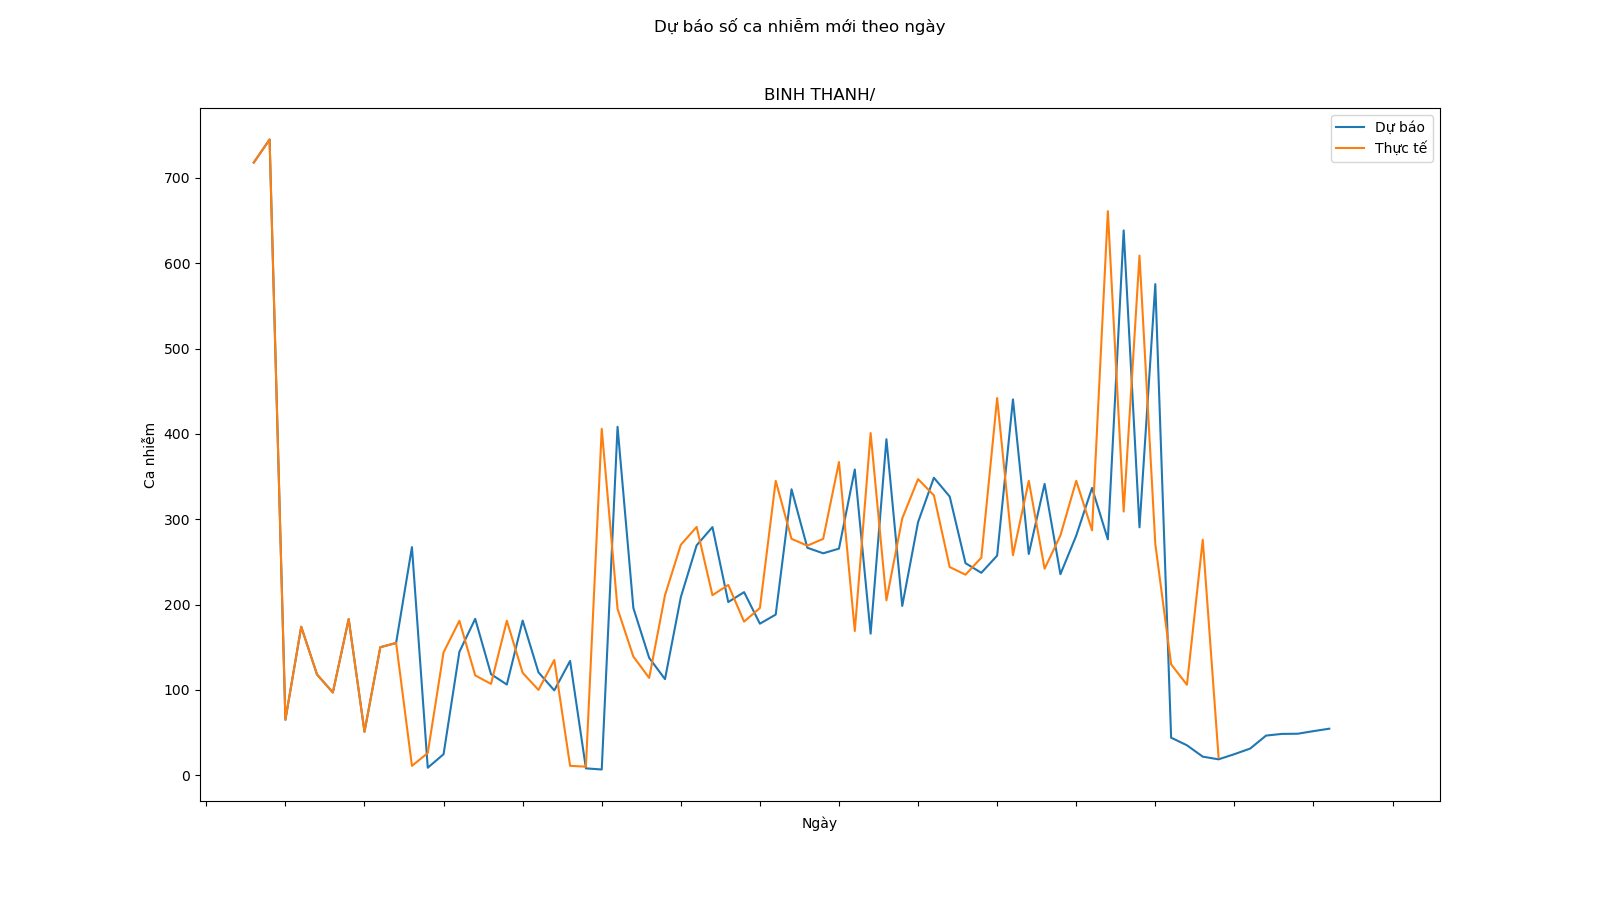 Dự báo số ca nhiễm mới theo ngày
BINH THANH/
Dự báo
Thực tế
700
600
500
400
300
200
100
0
Ca nhiễm
Ngày